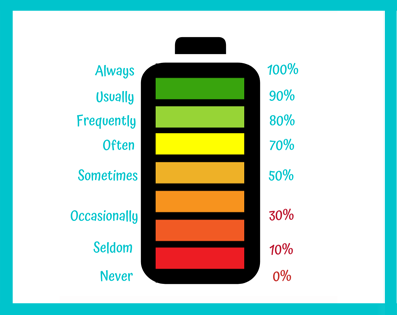 Always 100%
Usually 90%
Frequently 80%
Often 70%
Sometimes 50%
Occasionally 30%
Seldom 10%
Never 0%